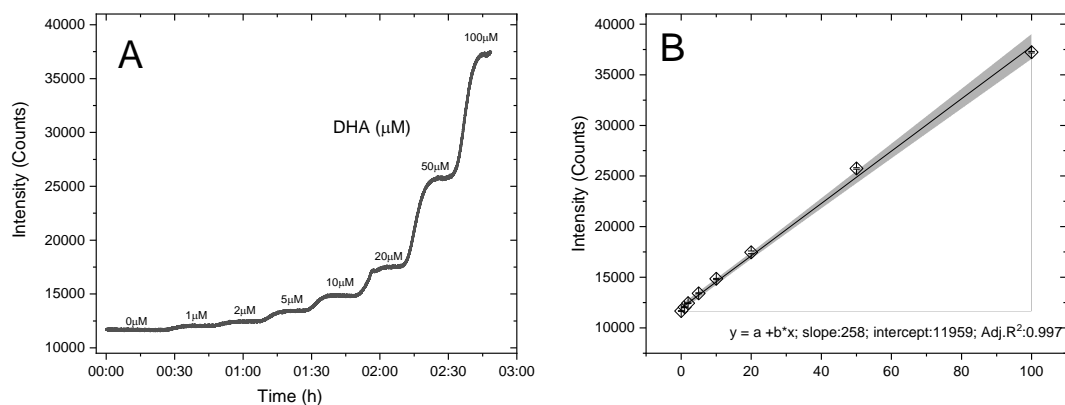 A
DHA (μM)
0μM
1μM
2μM
5μM
10μM
20μM
50μM
100μM
Intensity (Counts)
40000
35000
30000
25000
20000
15000
10000
00:00 00:30 01:00 01:30 02:00 02:30 03:00
Time (h)
B
Intensity (Counts)
40000
35000
30000
25000
20000
15000
10000
y = a +b*x; slope:258; intercept:11959; Adj.R²:0.997
0 20 40 60 80 100